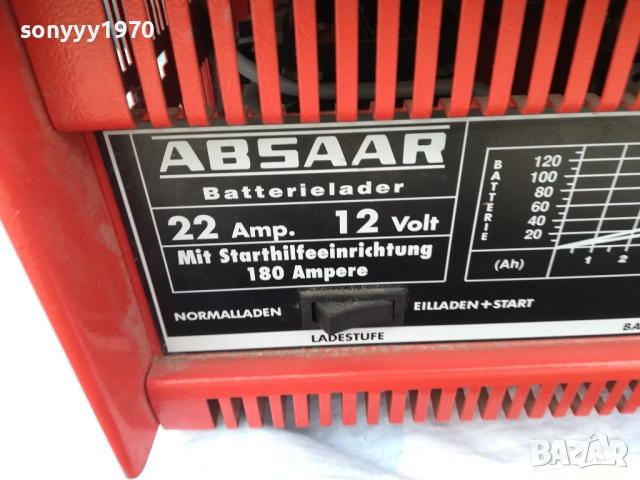 sonyyy1970
ABSAAR
Batterielader
22 Amp. 12 Volt
Mit Starthilfeeinrichtung
180 Ampere
NORMALLADEN
EILLADEN+START
LADESTUFE
BATTERIE
120
100
80
60
40
20
(Ah)
1 2
BAZAR